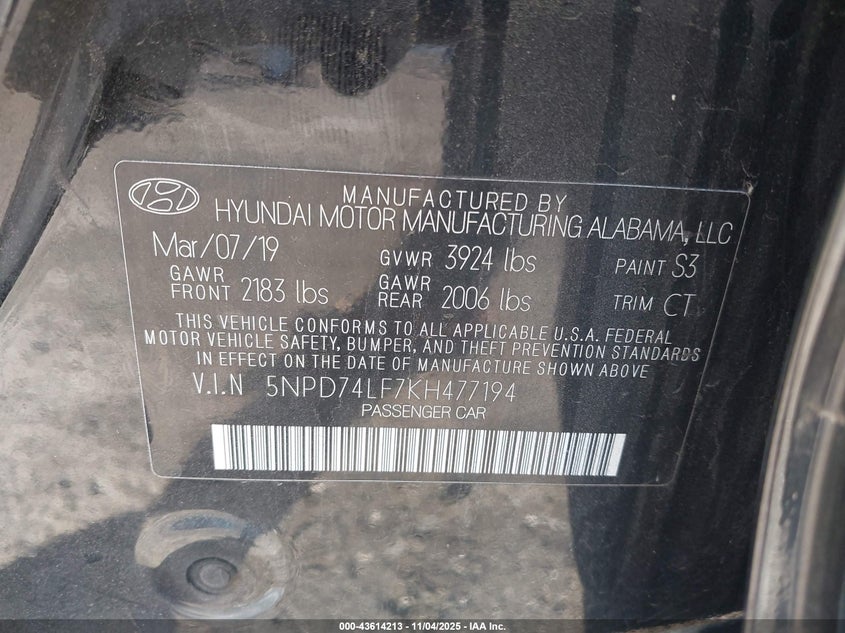 MANUFACTURED BY
HYUNDAI MOTOR MANUFACTURING ALABAMA, LLC
Mar/07/19 GVWR 3924 lbs PAINT S3
GAWR FRONT 2183 lbs GAWR REAR 2006 lbs TRIM CT
THIS VEHICLE CONFORMS TO ALL APPLICABLE U.S.A. FEDERAL
MOTOR VEHICLE SAFETY, BUMPER, AND THEFT PREVENTION STANDARDS
IN EFFECT ON THE DATE OF MANUFACTURE SHOWN ABOVE
V.I.N 5NPD74LF7KH477194
PASSENGER CAR
000-43614213 - 11/04/2025 - IAA Inc.